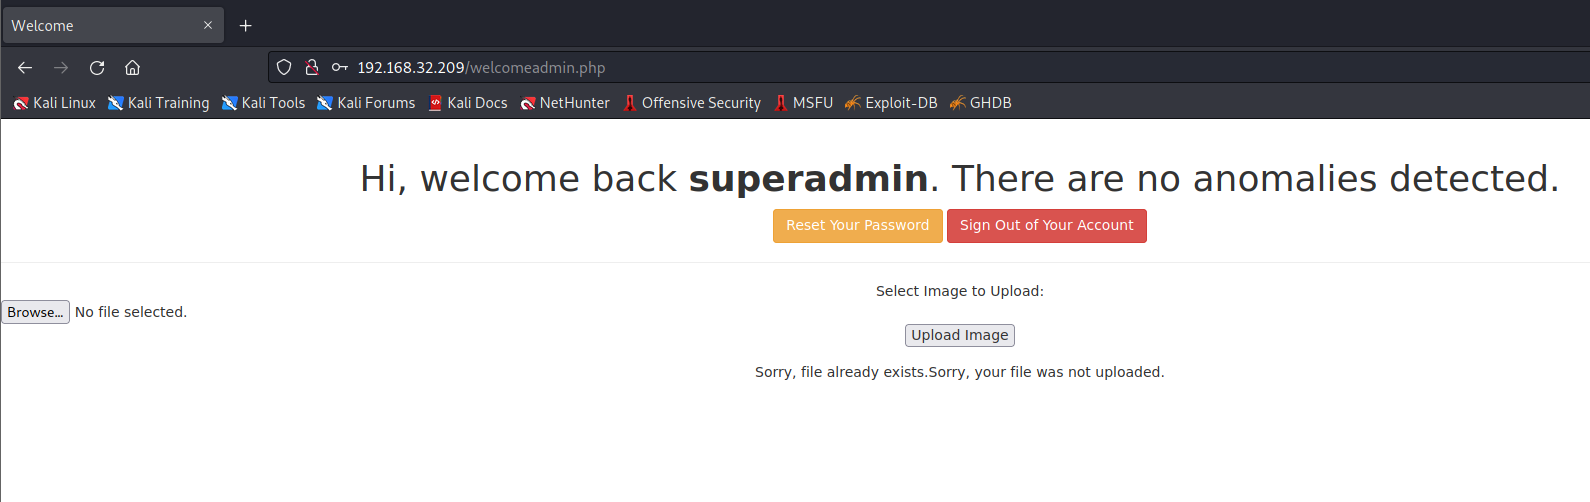 Welcome
192.168.32.209/welcomeadmin.php
Kali Linux Kali Training Kali Tools Kali Forums Kali Docs NetHunter Offensive Security MSFU Exploit-DB GHDB
Hi, welcome back superadmin. There are no anomalies detected.
Reset Your Password Sign Out of Your Account
Select Image to Upload:
Browse... No file selected.
Upload Image
Sorry, file already exists.Sorry, your file was not uploaded.